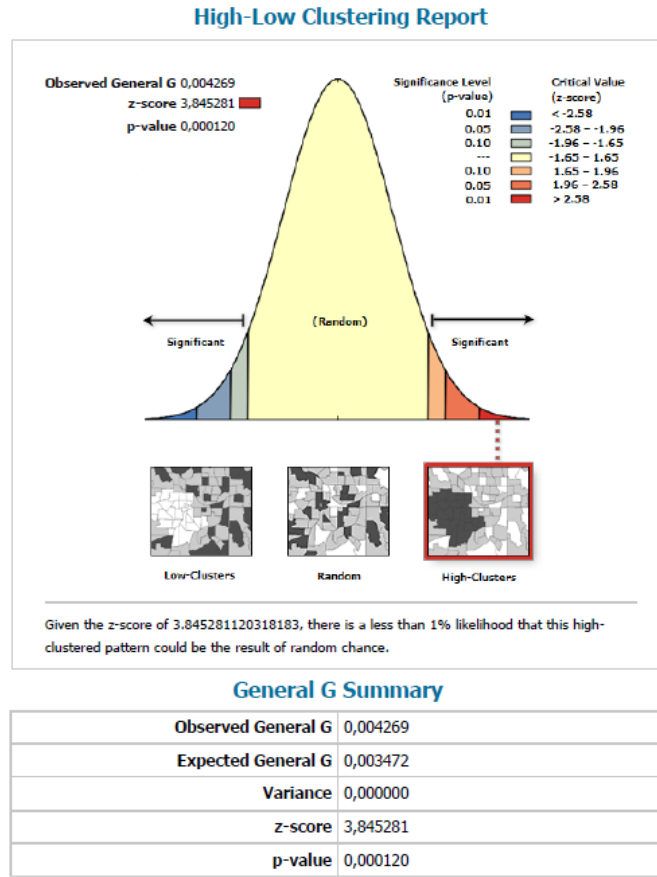 High-Low Clustering Report
Observed General G 0,004269
z-score 3,845281
p-value 0,000120
Significance Level (p-value) Critical Value (z-score)
0.01 < -2.58
0.05 -2.58 – -1.96
0.10 -1.96 – -1.65
--- -1.65 – 1.65
0.10 1.65 – 1.96
0.05 1.96 – 2.58
0.01 > 2.58
(Random)
Significant Significant
Low-Clusters Random High-Clusters
Given the z-score of 3.845281120318183, there is a less than 1% likelihood that this high-
clustered pattern could be the result of random chance.
General G Summary
Observed General G 0,004269
Expected General G 0,003472
Variance 0,000000
z-score 3,845281
p-value 0,000120